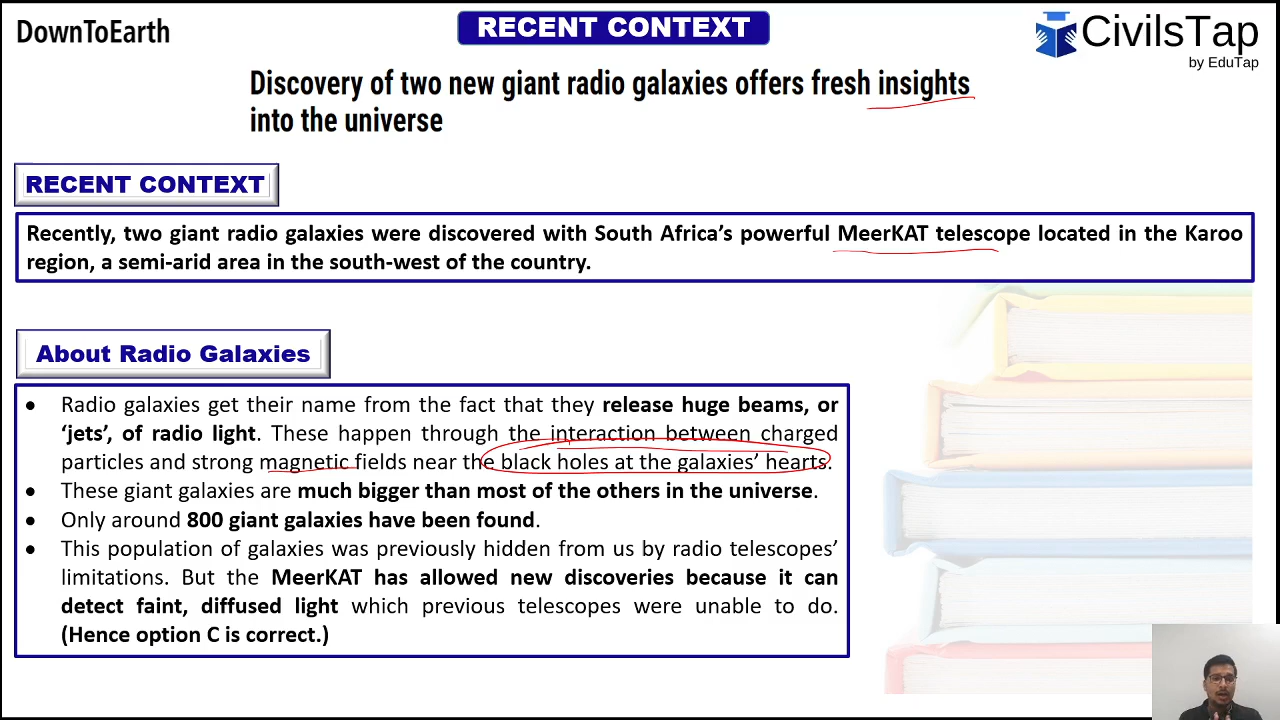 DownToEarth
RECENT CONTEXT
CivilsTap
by EduTap
Discovery of two new giant radio galaxies offers fresh insights
into the universe
RECENT CONTEXT
Recently, two giant radio galaxies were discovered with South Africa's powerful MeerKAT telescope located in the Karoo
region, a semi-arid area in the south-west of the country.
About Radio Galaxies
● Radio galaxies get their name from the fact that they release huge beams, or
'jets', of radio light. These happen through the interaction between charged
particles and strong magnetic fields near the black holes at the galaxies' hearts.
● These giant galaxies are much bigger than most of the others in the universe.
● Only around 800 giant galaxies have been found.
● This population of galaxies was previously hidden from us by radio telescopes'
limitations. But the MeerKAT has allowed new discoveries because it can
detect faint, diffused light which previous telescopes were unable to do.
(Hence option C is correct.)